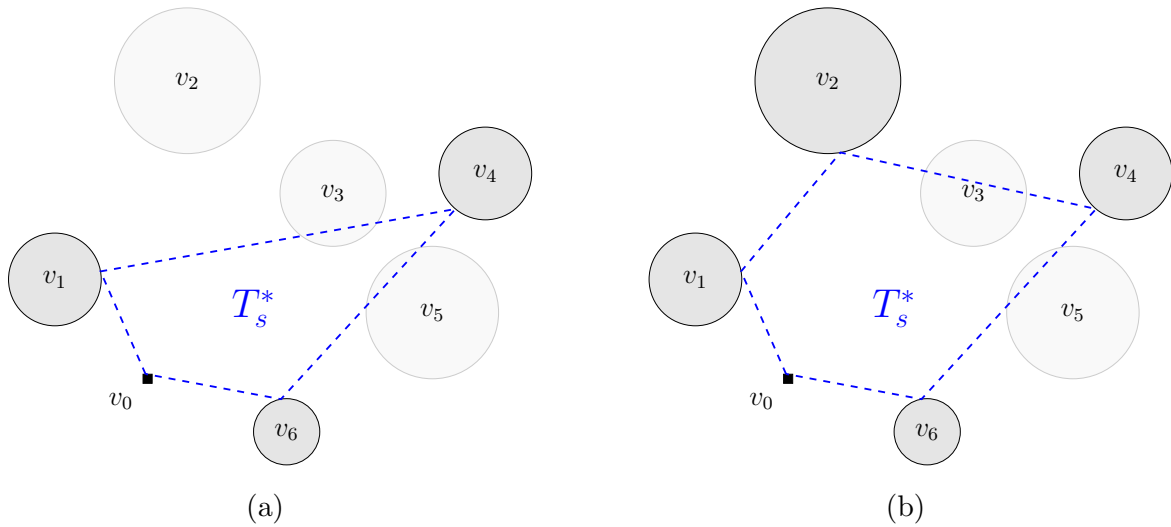 v₂
v₃
v₄
v₁
T*ₛ
v₅
v₀
v₆
(a)
v₂
v₃
v₄
v₁
T*ₛ
v₅
v₀
v₆
(b)